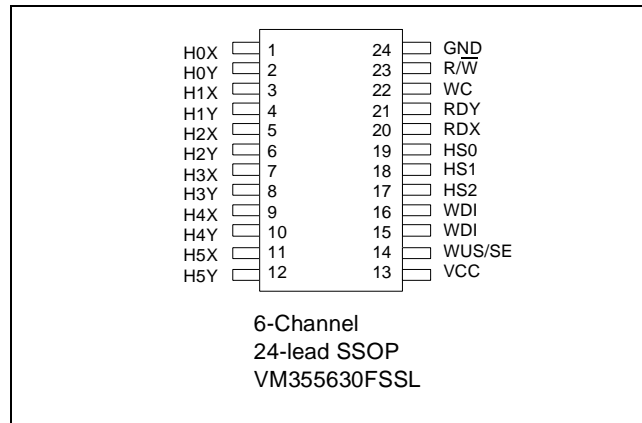 H0X 1 24 GND
H0Y 2 23 R/W̅
H1X 3 22 WC
H1Y 4 21 RDY
H2X 5 20 RDX
H2Y 6 19 HS0
H3X 7 18 HS1
H3Y 8 17 HS2
H4X 9 16 WDI
H4Y 10 15 WDI
H5X 11 14 WUS/SE
H5Y 12 13 VCC
6-Channel
24-lead SSOP
VM355630FSSL